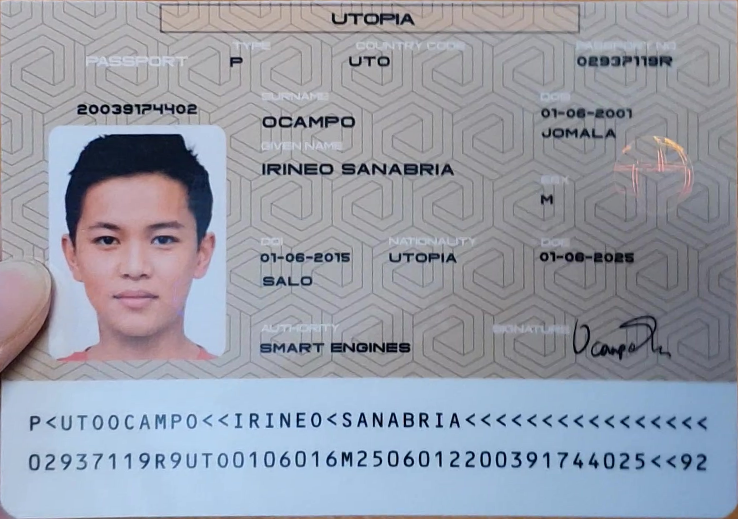 UTOPIA
PASSPORT
TYPE COUNTRY CODE PASSPORT NO
P UTO 02937119R
20039174402
SURNAME DOB
OCAMPO 01-06-2001
JOMALA
GIVEN NAME
IRINEO SANABRIA
SEX
M
DOI NATIONALITY DOE
01-06-2015 UTOPIA 01-06-2025
SALO
AUTHORITY SIGNATURE
SMART ENGINES Ocampo
P<UTOOCAMPO<<IRINEO<SANABRIA<<<<<<<<<<<<<<<<
02937119R9UTO0106016M2506012200391744025<<92